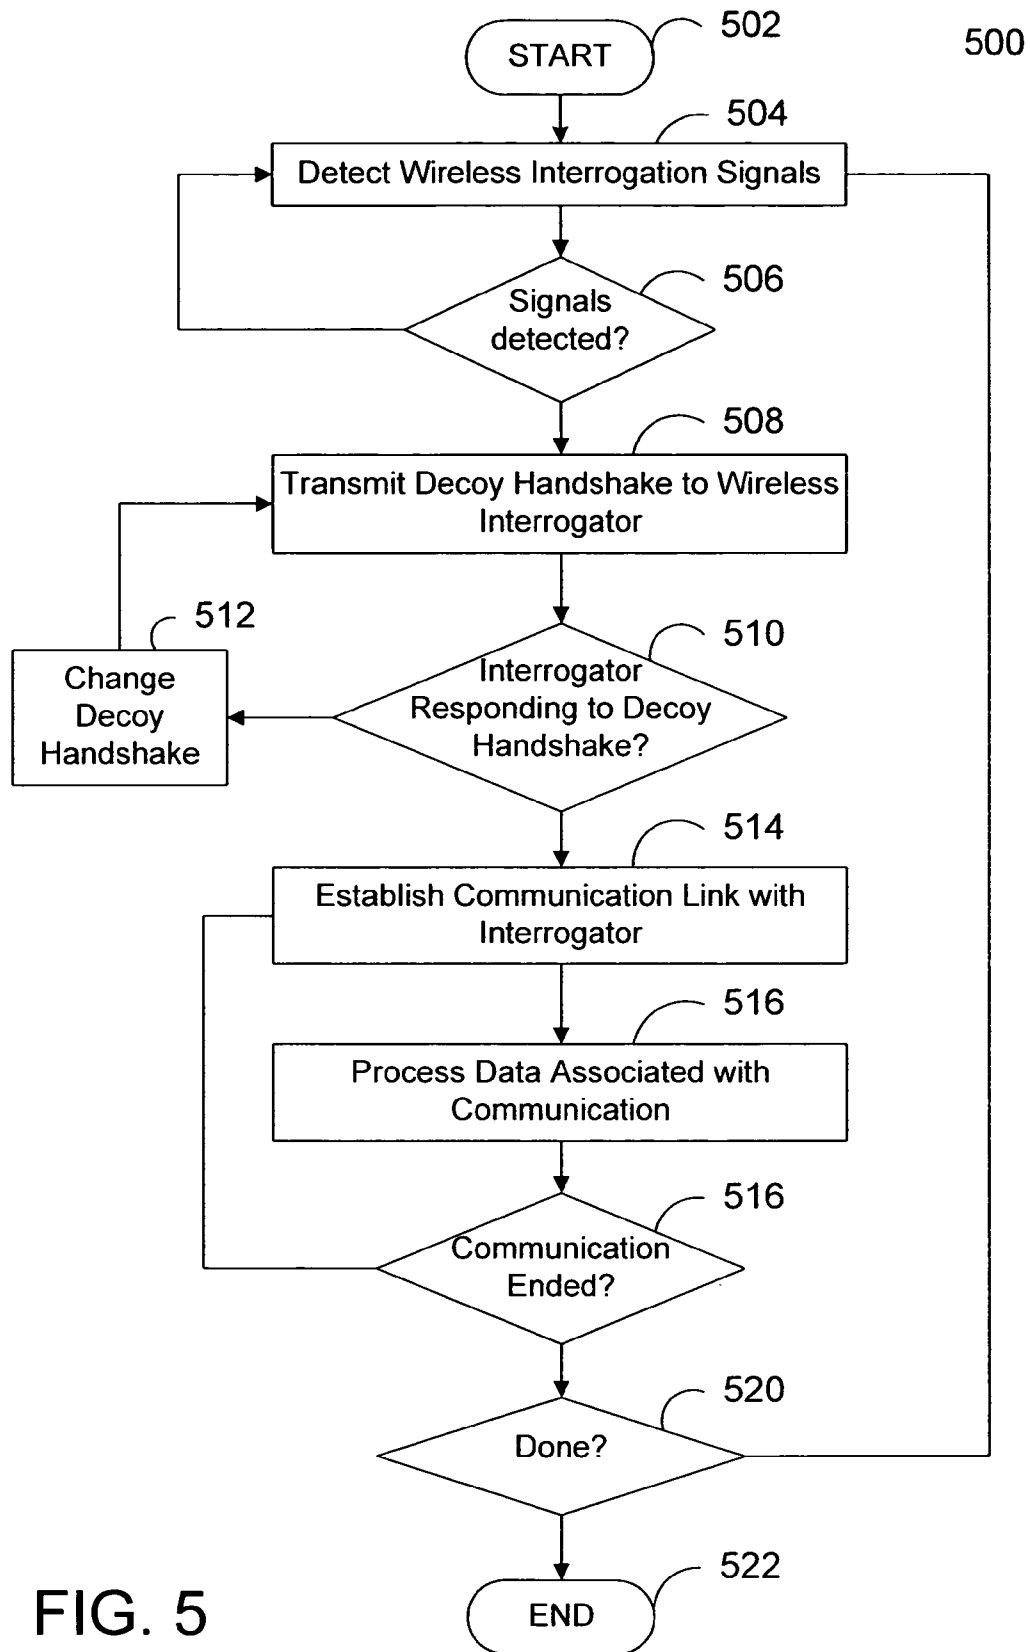 502
500
START
504
Detect Wireless Interrogation Signals
506
Signals
detected?
508
Transmit Decoy Handshake to Wireless
Interrogator
512
510
Change
Decoy
Handshake
Interrogator
Responding to Decoy
Handshake?
514
Establish Communication Link with
Interrogator
516
Process Data Associated with
Communication
516
Communication
Ended?
520
Done?
522
END
FIG. 5